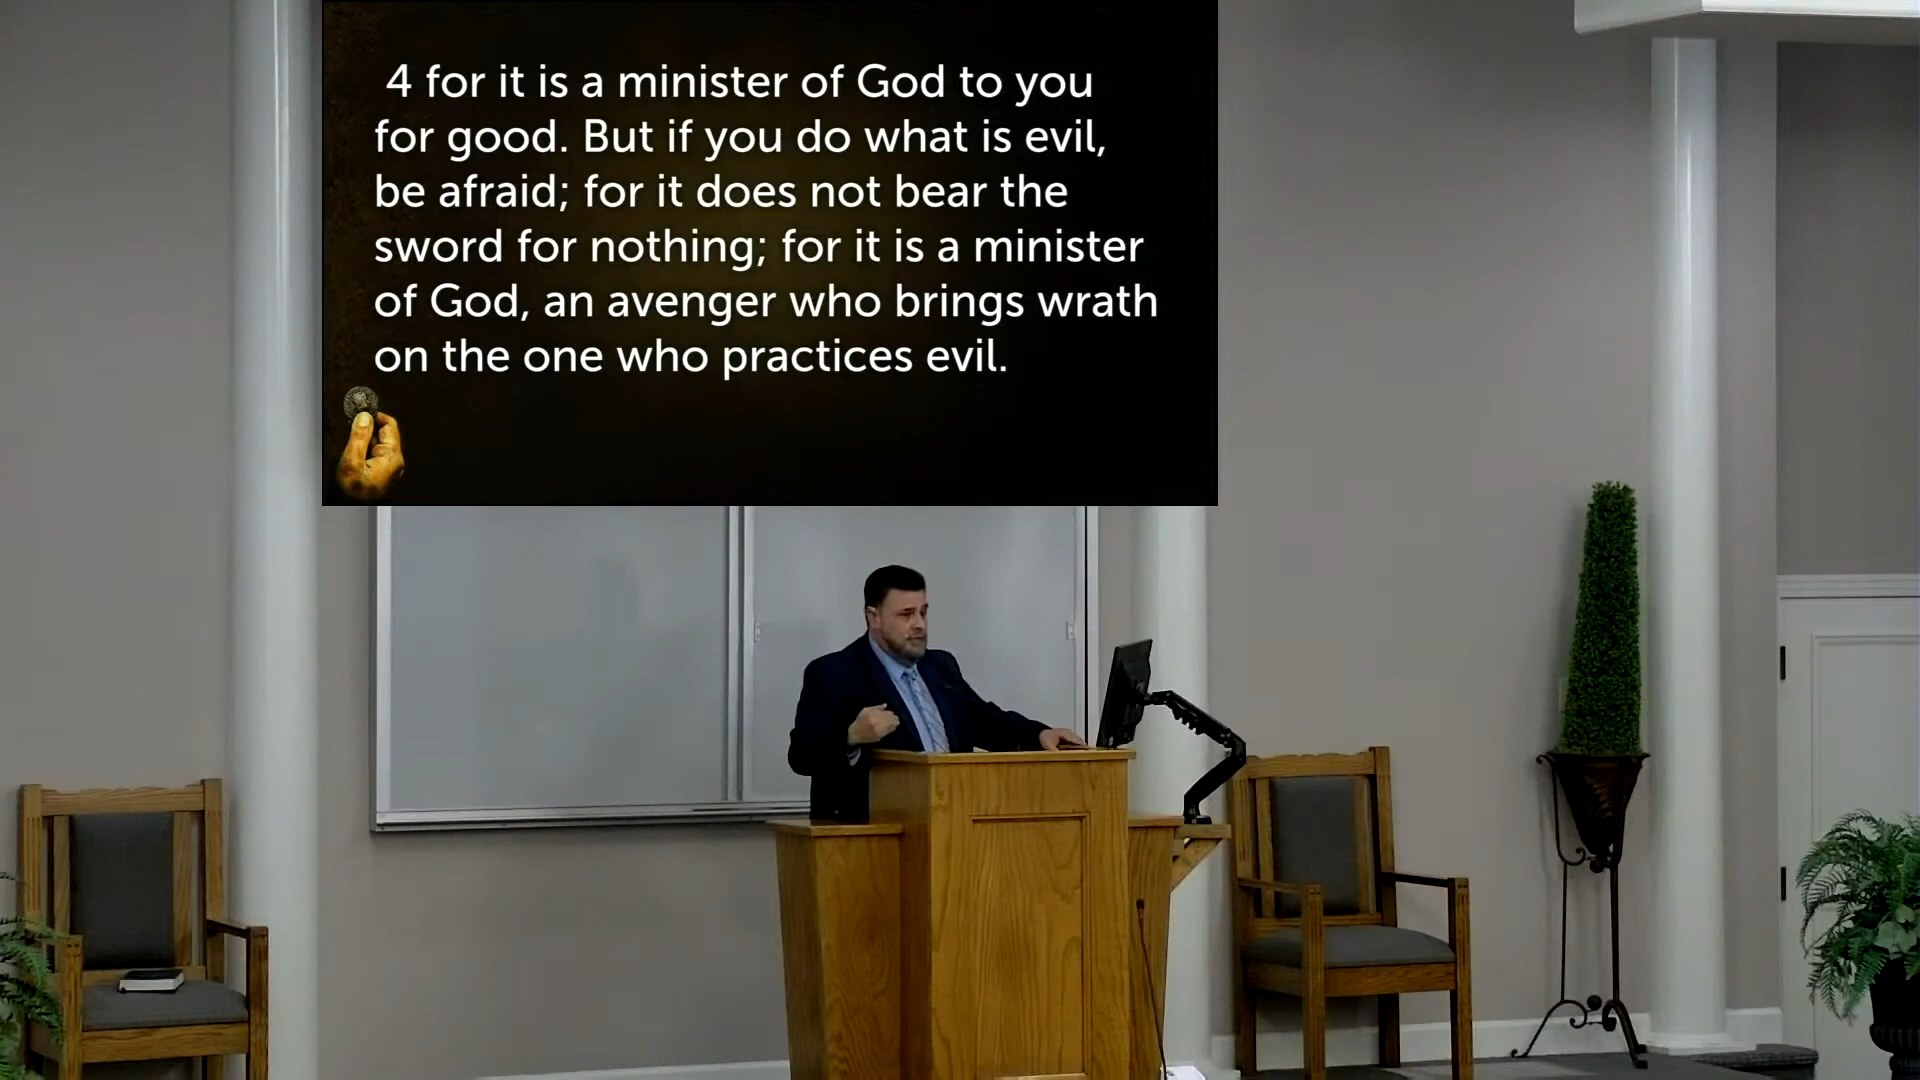 4 for it is a minister of God to you
for good. But if you do what is evil,
be afraid; for it does not bear the
sword for nothing; for it is a minister
of God, an avenger who brings wrath
on the one who practices evil.